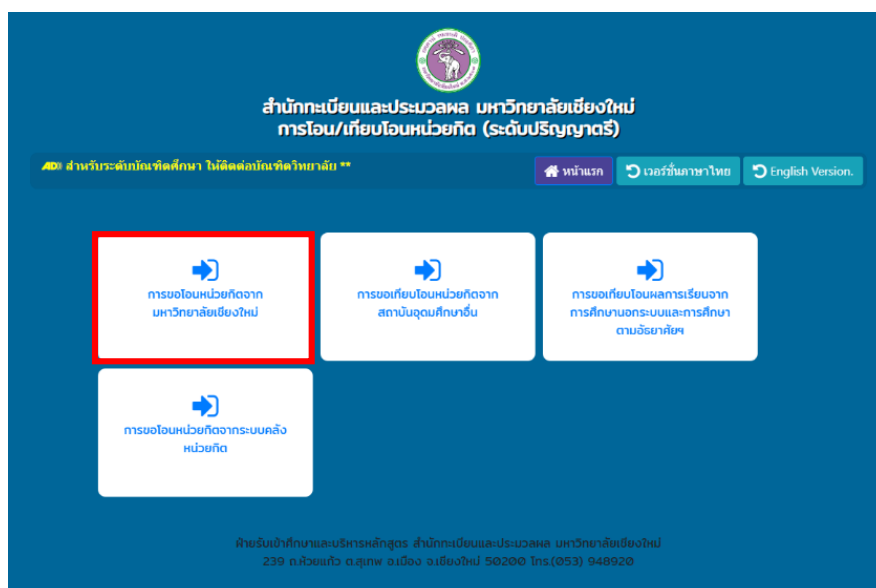 สำนักทะเบียนและประมวลผล มหาวิทยาลัยเชียงใหม่
การโอน/เทียบโอนหน่วยกิต (ระดับปริญญาตรี)
สำหรับระดับบัณฑิตศึกษา ให้ติดต่อบัณฑิตวิทยาลัย **
หน้าแรก
เวอร์ชั่นภาษาไทย
English Version.
การขอโอนหน่วยกิตจาก
มหาวิทยาลัยเชียงใหม่
การขอเทียบโอนหน่วยกิตจาก
สถาบันอุดมศึกษาอื่น
การขอเทียบโอนผลการเรียนจาก
การศึกษานอกระบบและการศึกษา
ตามอัธยาศัยฯ
การขอโอนหน่วยกิตจากระบบคลัง
หน่วยกิต
ฝ่ายรับเข้าศึกษาและบริหารหลักสูตร สำนักทะเบียนและประมวลผล มหาวิทยาลัยเชียงใหม่
239 ถ.ห้วยแก้ว ต.สุเทพ อ.เมือง จ.เชียงใหม่ 50200 โทร.(053) 948920